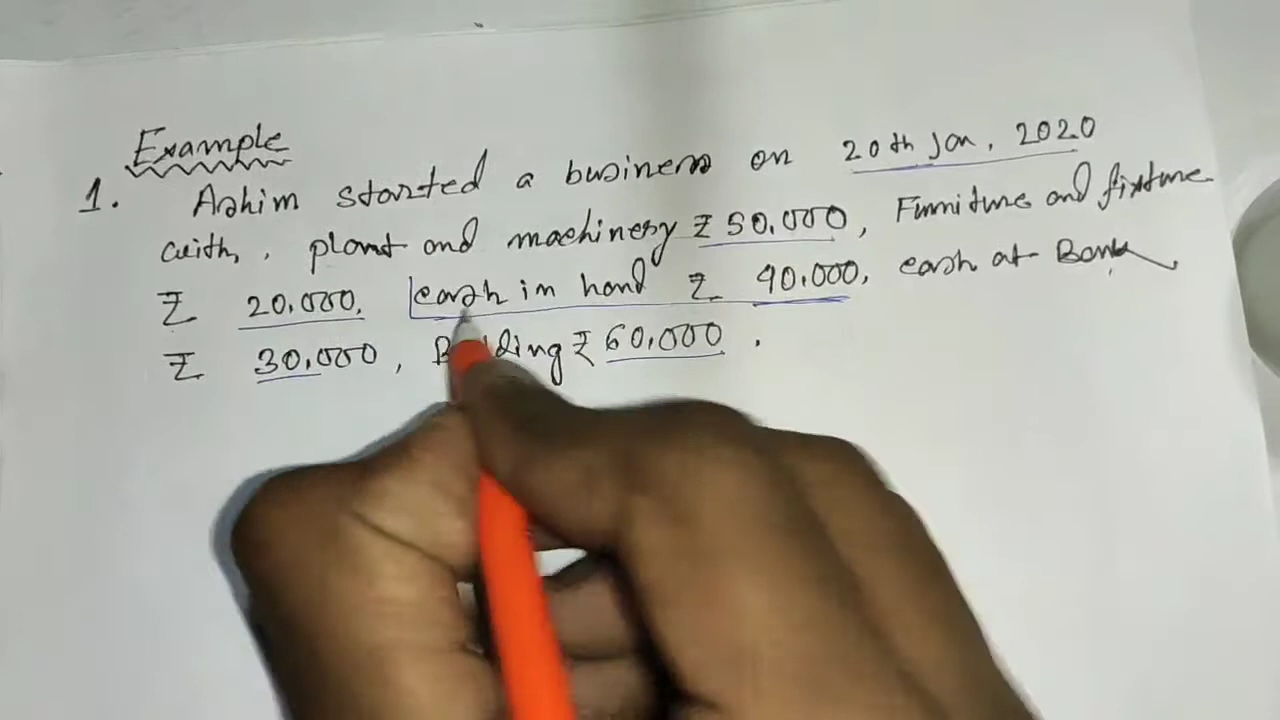 Example
1. Ashim started a business on 20th Jan, 2020
with, plant and machinery ₹ 50,000, Furniture and fixture
₹ 20,000, cash in hand ₹ 40,000, cash at Bank
₹ 30,000, Building ₹ 60,000.